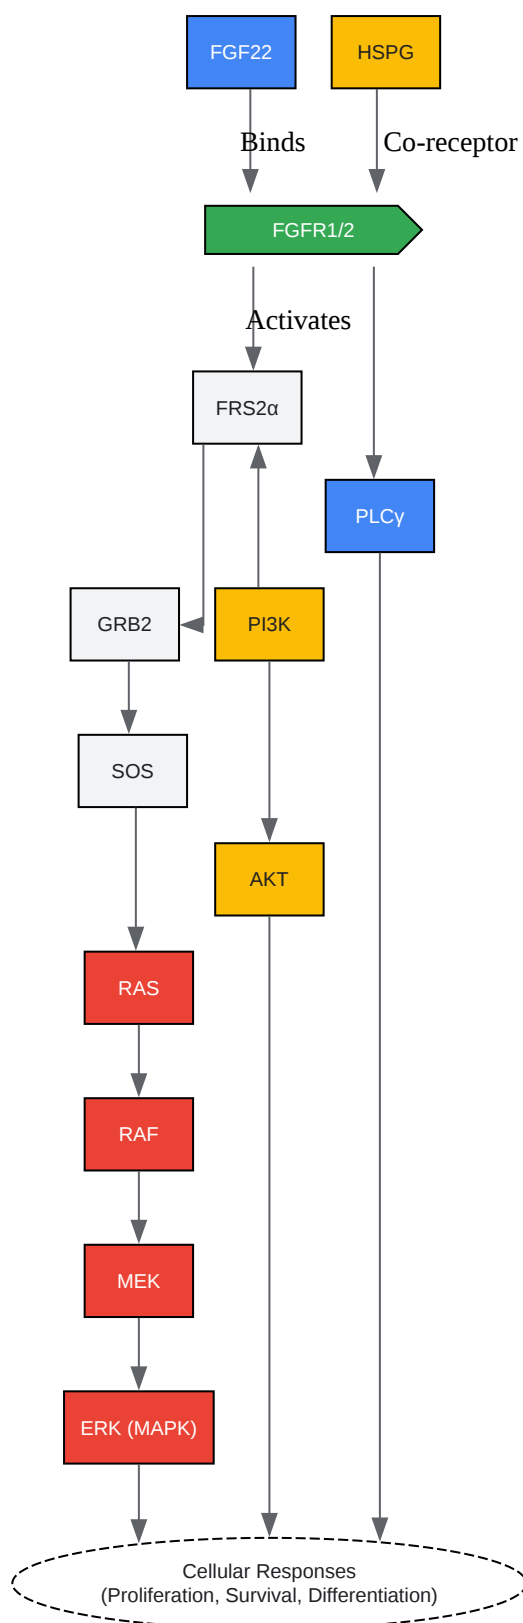 FGF22
HSPG
Binds
Co-receptor
FGFR1/2
Activates
FRS2α
PLCγ
GRB2
PI3K
SOS
AKT
RAS
RAF
MEK
ERK (MAPK)
Cellular Responses
(Proliferation, Survival, Differentiation)